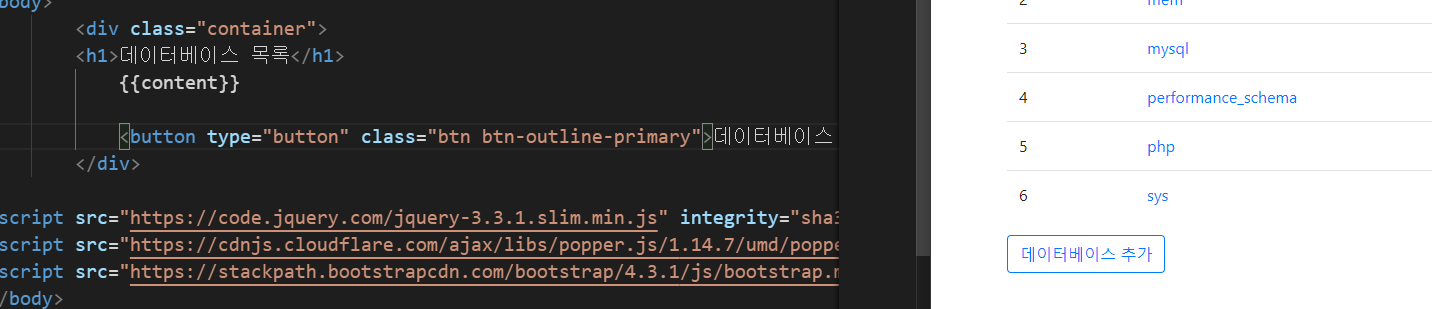 body>
<div class="container">
<h1>데이터베이스 목록</h1>
{{content}}
<button type="button" class="btn btn-outline-primary">데이터베이스
</div>
script src="https://code.jquery.com/jquery-3.3.1.slim.min.js" integrity="sha3
script src="https://cdnjs.cloudflare.com/ajax/libs/popper.js/1.14.7/umd/poppe
script src="https://stackpath.bootstrapcdn.com/bootstrap/4.3.1/js/bootstrap.m
/body>
2 mem
3 mysql
4 performance_schema
5 php
6 sys
데이터베이스 추가